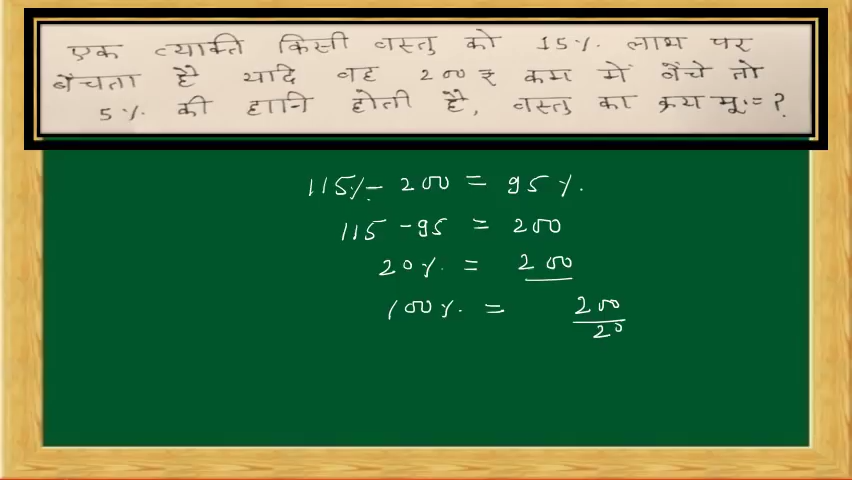 एक व्यक्ति किसी वस्तु को 15% लाभ पर
बेंचता है यदि वह 200 ₹ कम में बेंचे तो
5% की हानि होती है, वस्तु का क्रय मू॰ = ?
115% - 200 = 95%.
115 - 95 = 200
20% = 200
100% = 200/20